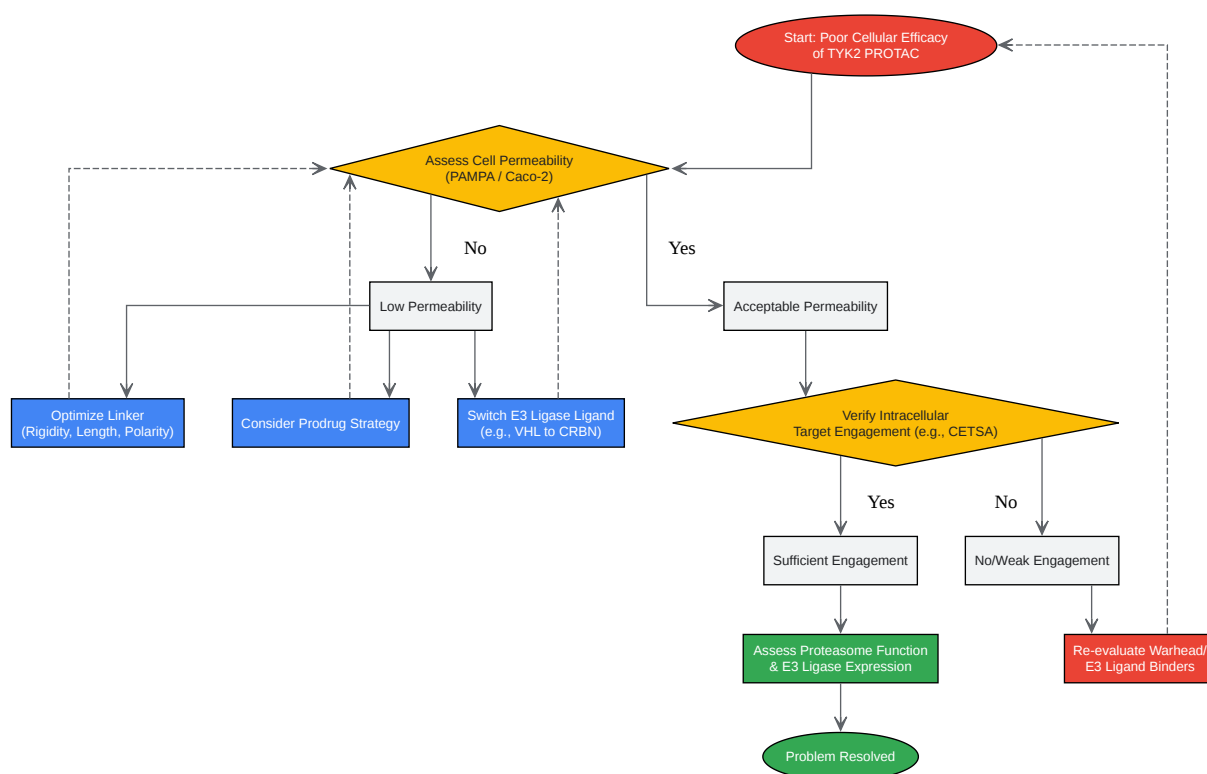 Start: Poor Cellular Efficacy
of TYK2 PROTAC
Assess Cell Permeability
(PAMPA / Caco-2)
No
Yes
Low Permeability
Acceptable Permeability
Optimize Linker
(Rigidity, Length, Polarity)
Consider Prodrug Strategy
Switch E3 Ligase Ligand
(e.g., VHL to CRBN)
Verify Intracellular
Target Engagement (e.g., CETSA)
Yes
No
Sufficient Engagement
No/Weak Engagement
Assess Proteasome Function
& E3 Ligase Expression
Re-evaluate Warhead/
E3 Ligand Binders
Problem Resolved